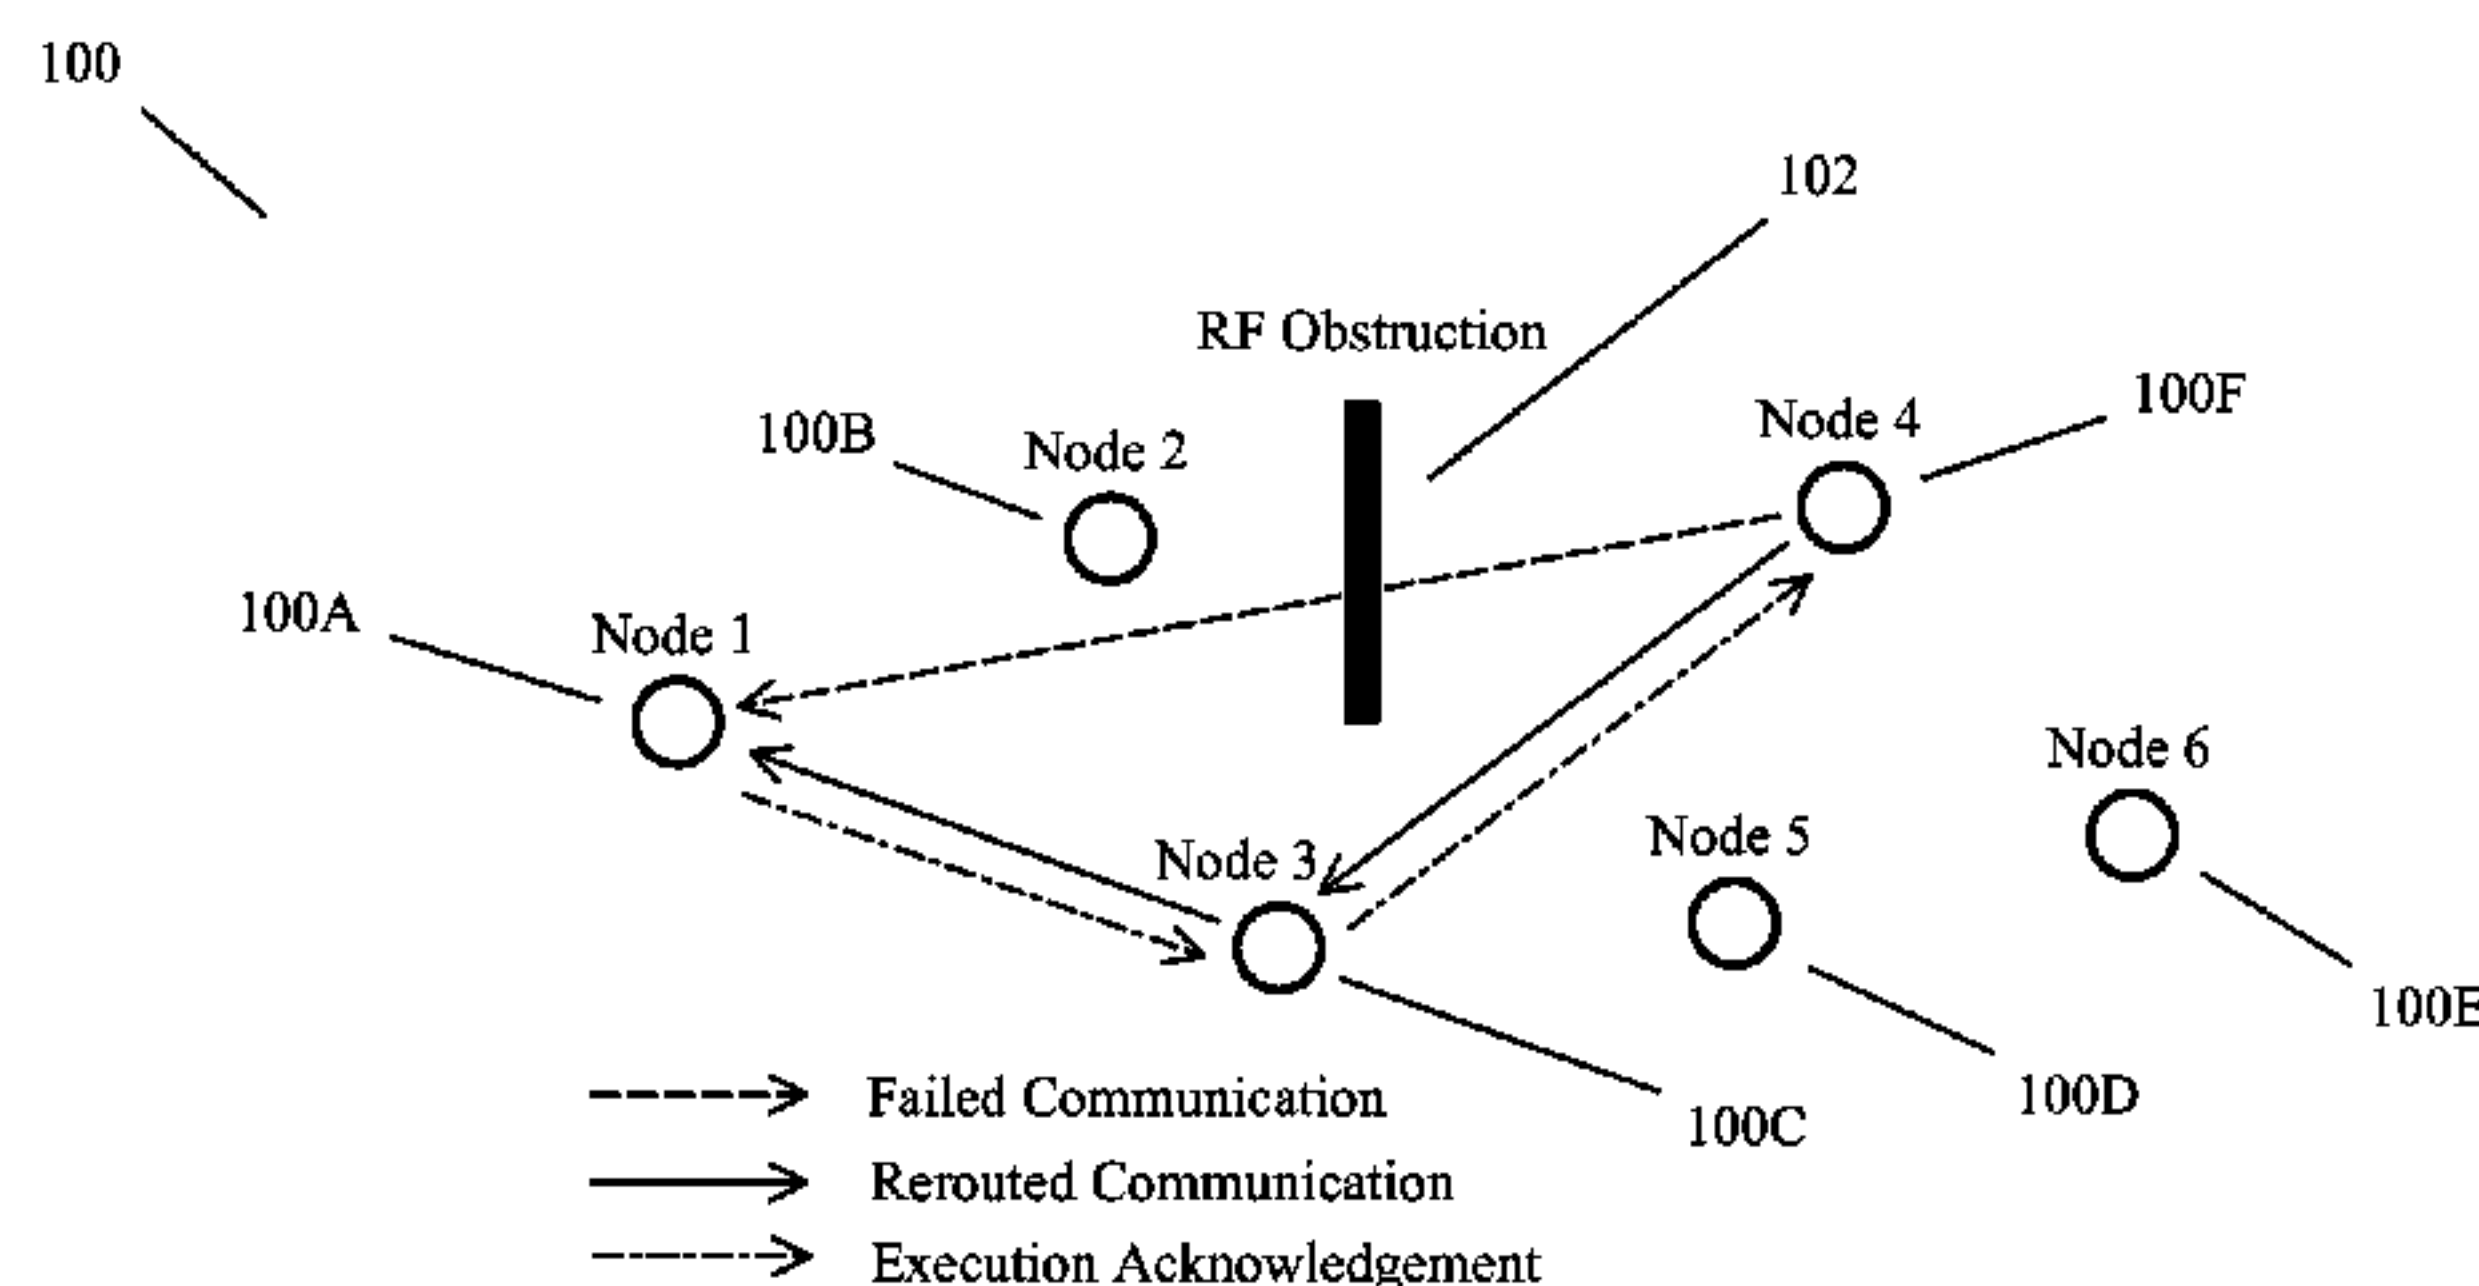 100
102
RF Obstruction
100F
Node 4
100B
Node 2
100A
Node 1
Node 6
Node 5
Node 3
100E
100D
100C
Failed Communication
Rerouted Communication
Execution Acknowledgement